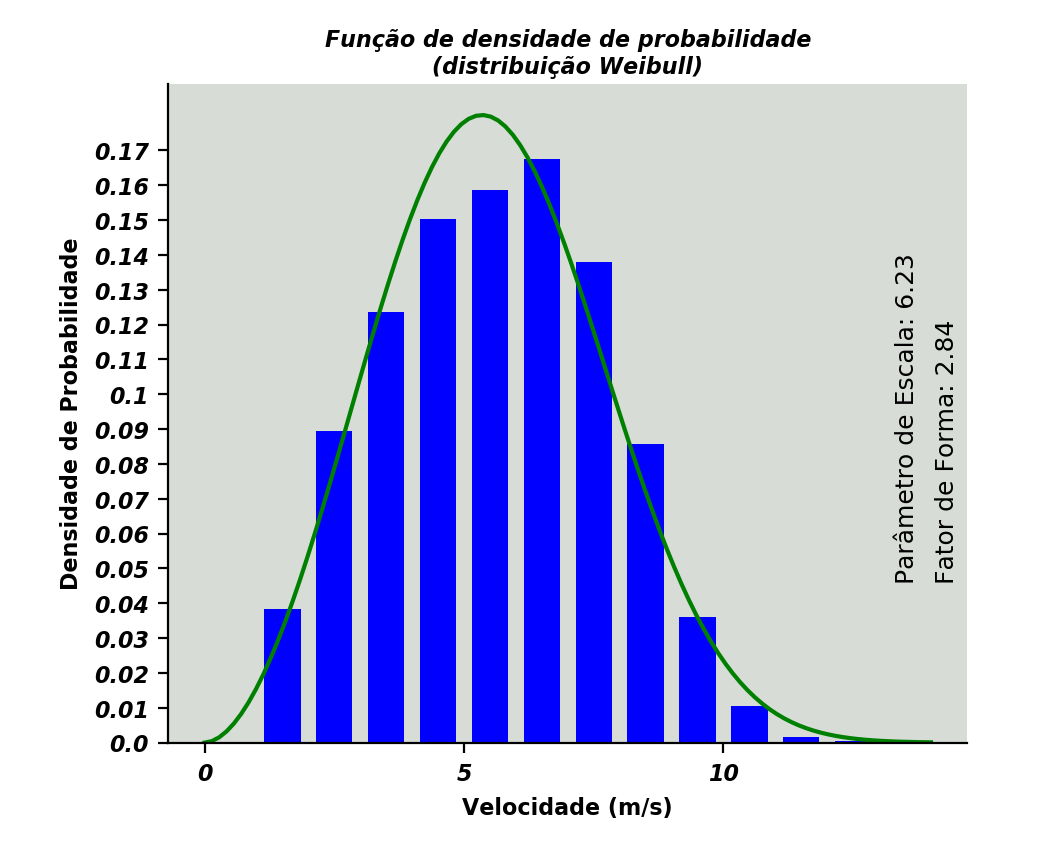 Função de densidade de probabilidade
(distribuição Weibull)
Densidade de Probabilidade
0.17
0.16
0.15
0.14
0.13
0.12
0.11
0.1
0.09
0.08
0.07
0.06
0.05
0.04
0.03
0.02
0.01
0.0
Parâmetro de Escala: 6.23
Fator de Forma: 2.84
0 5 10
Velocidade (m/s)